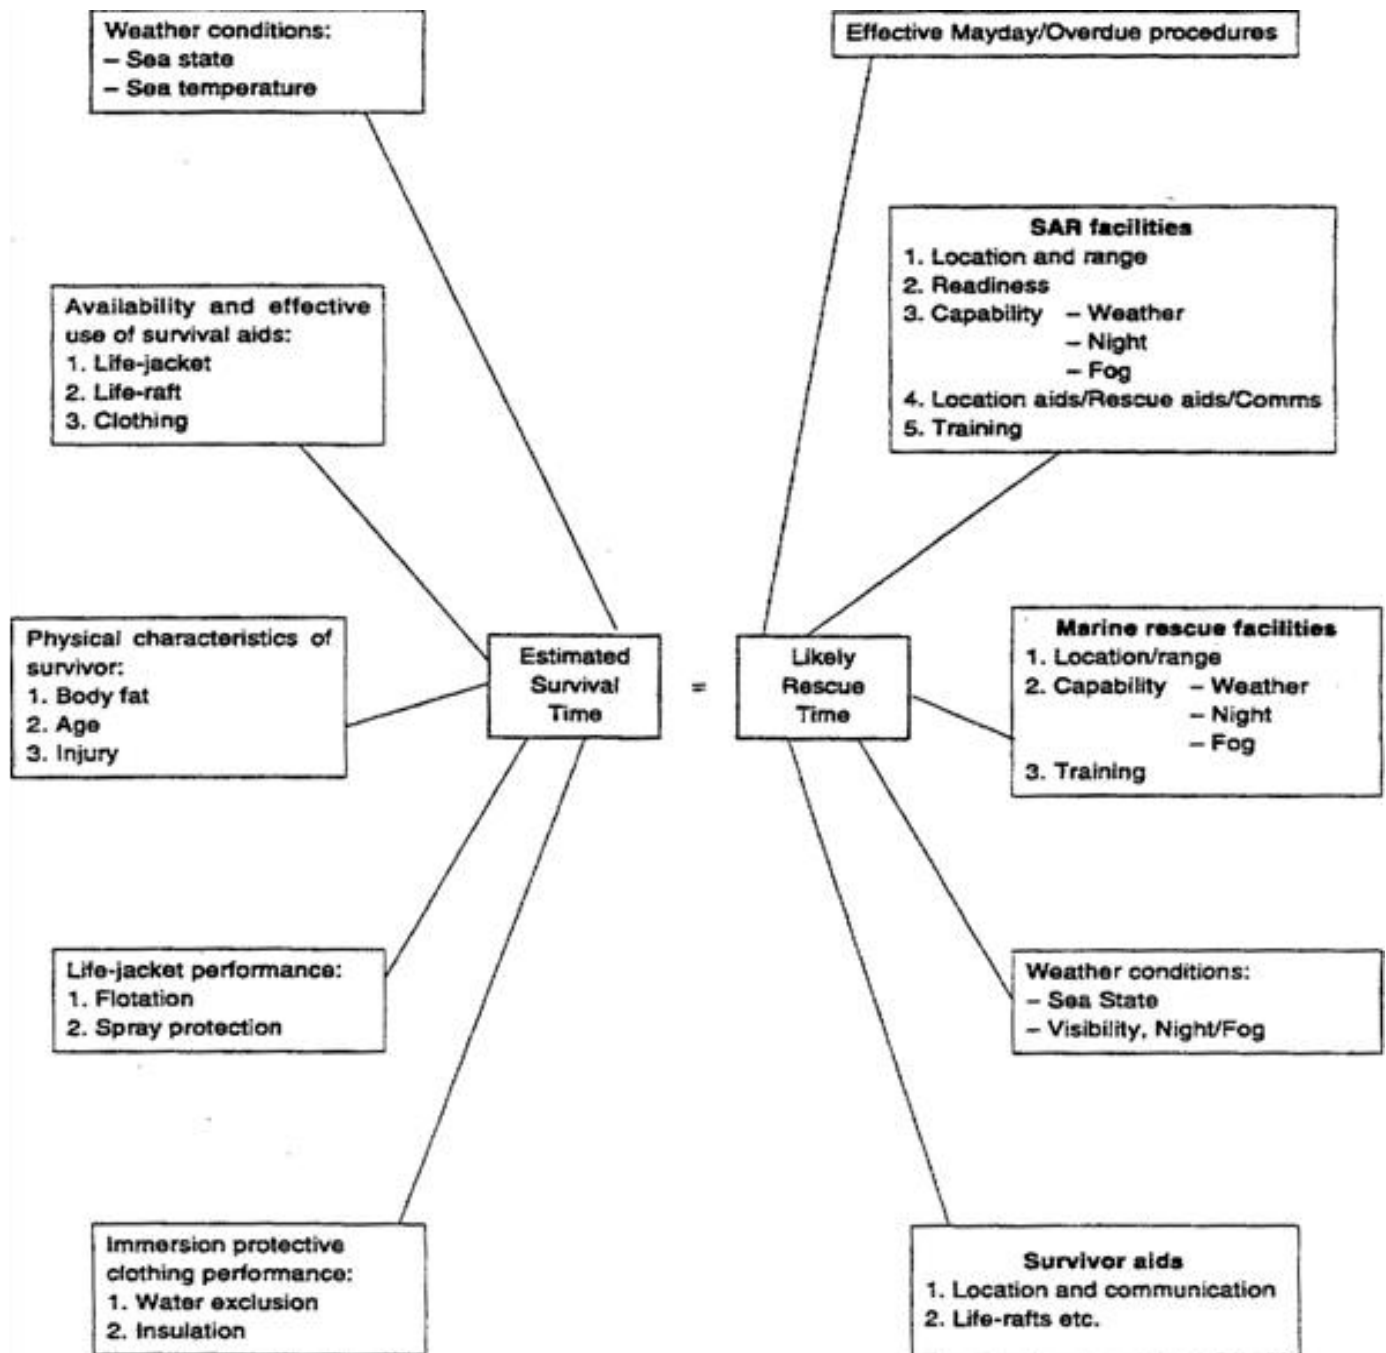 Weather conditions:
– Sea state
– Sea temperature
Effective Mayday/Overdue procedures
SAR facilities
1. Location and range
2. Readiness
3. Capability – Weather
– Night
– Fog
4. Location aids/Rescue aids/Comms
5. Training
Availability and effective
use of survival aids:
1. Life-jacket
2. Life-raft
3. Clothing
Physical characteristics of
survivor:
1. Body fat
2. Age
3. Injury
Estimated
Survival
Time
=
Likely
Rescue
Time
Marine rescue facilities
1. Location/range
2. Capability – Weather
– Night
– Fog
3. Training
Life-jacket performance:
1. Flotation
2. Spray protection
Weather conditions:
– Sea State
– Visibility, Night/Fog
Immersion protective
clothing performance:
1. Water exclusion
2. Insulation
Survivor aids
1. Location and communication
2. Life-rafts etc.